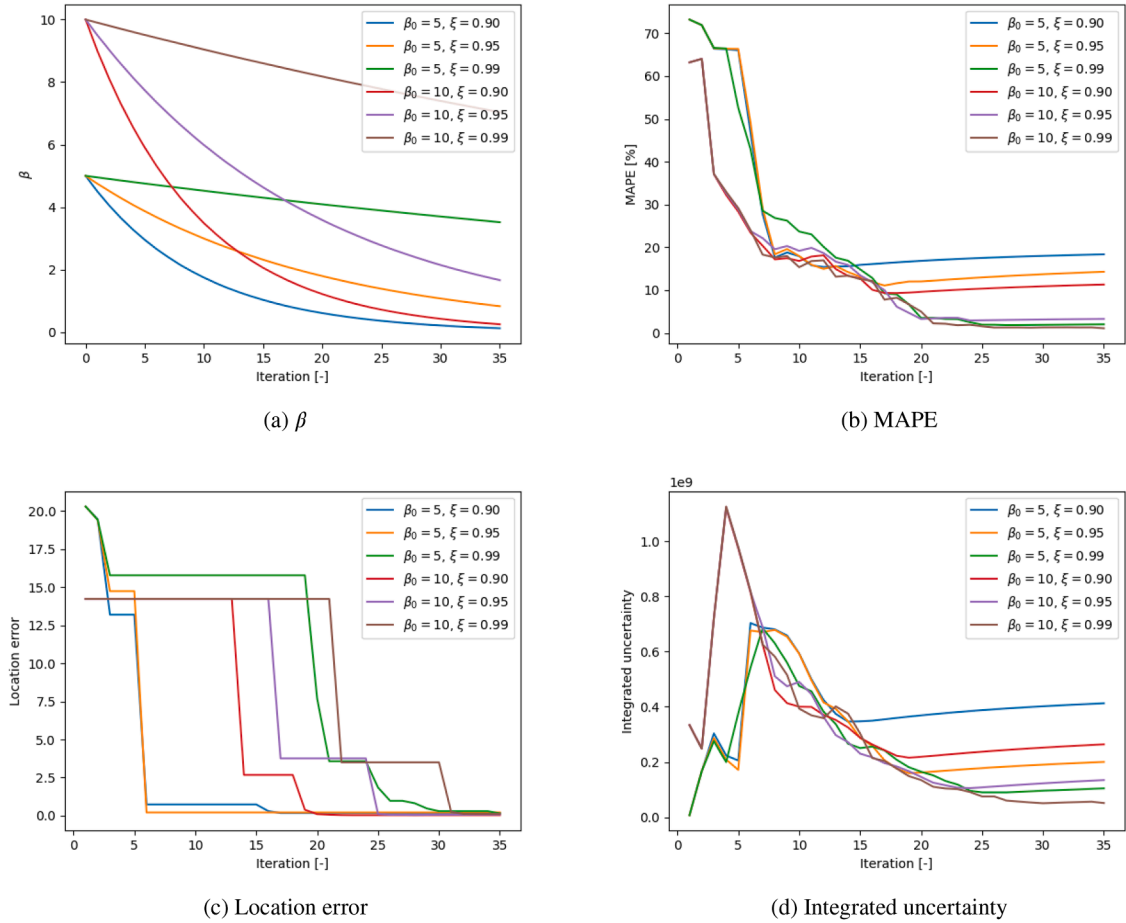 10
8
6
4
2
0
β
0 5 10 15 20 25 30 35
Iteration [-]
β₀ = 5, ξ = 0.90
β₀ = 5, ξ = 0.95
β₀ = 5, ξ = 0.99
β₀ = 10, ξ = 0.90
β₀ = 10, ξ = 0.95
β₀ = 10, ξ = 0.99
(a) β
70
60
50
40
30
20
10
0
MAPE [%]
0 5 10 15 20 25 30 35
Iteration [-]
β₀ = 5, ξ = 0.90
β₀ = 5, ξ = 0.95
β₀ = 5, ξ = 0.99
β₀ = 10, ξ = 0.90
β₀ = 10, ξ = 0.95
β₀ = 10, ξ = 0.99
(b) MAPE
20.0
17.5
15.0
12.5
10.0
7.5
5.0
2.5
0.0
Location error
0 5 10 15 20 25 30 35
Iteration [-]
β₀ = 5, ξ = 0.90
β₀ = 5, ξ = 0.95
β₀ = 5, ξ = 0.99
β₀ = 10, ξ = 0.90
β₀ = 10, ξ = 0.95
β₀ = 10, ξ = 0.99
(c) Location error
1e9
1.0
0.8
0.6
0.4
0.2
0.0
Integrated uncertainty
0 5 10 15 20 25 30 35
Iteration [-]
β₀ = 5, ξ = 0.90
β₀ = 5, ξ = 0.95
β₀ = 5, ξ = 0.99
β₀ = 10, ξ = 0.90
β₀ = 10, ξ = 0.95
β₀ = 10, ξ = 0.99
(d) Integrated uncertainty